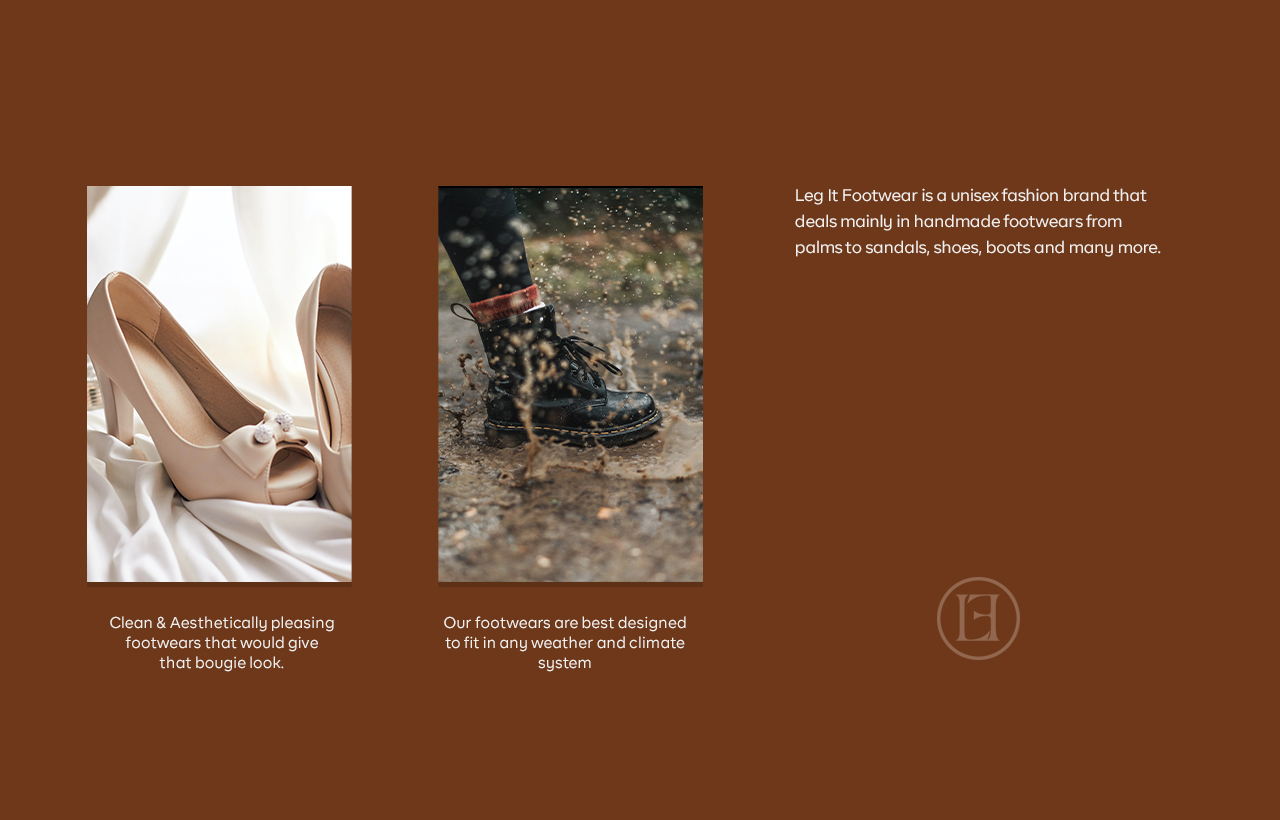 Leg It Footwear is a unisex fashion brand that
deals mainly in handmade footwears from
palms to sandals, shoes, boots and many more.
Clean & Aesthetically pleasing
footwears that would give
that bougie look.
Our footwears are best designed
to fit in any weather and climate
system
LF